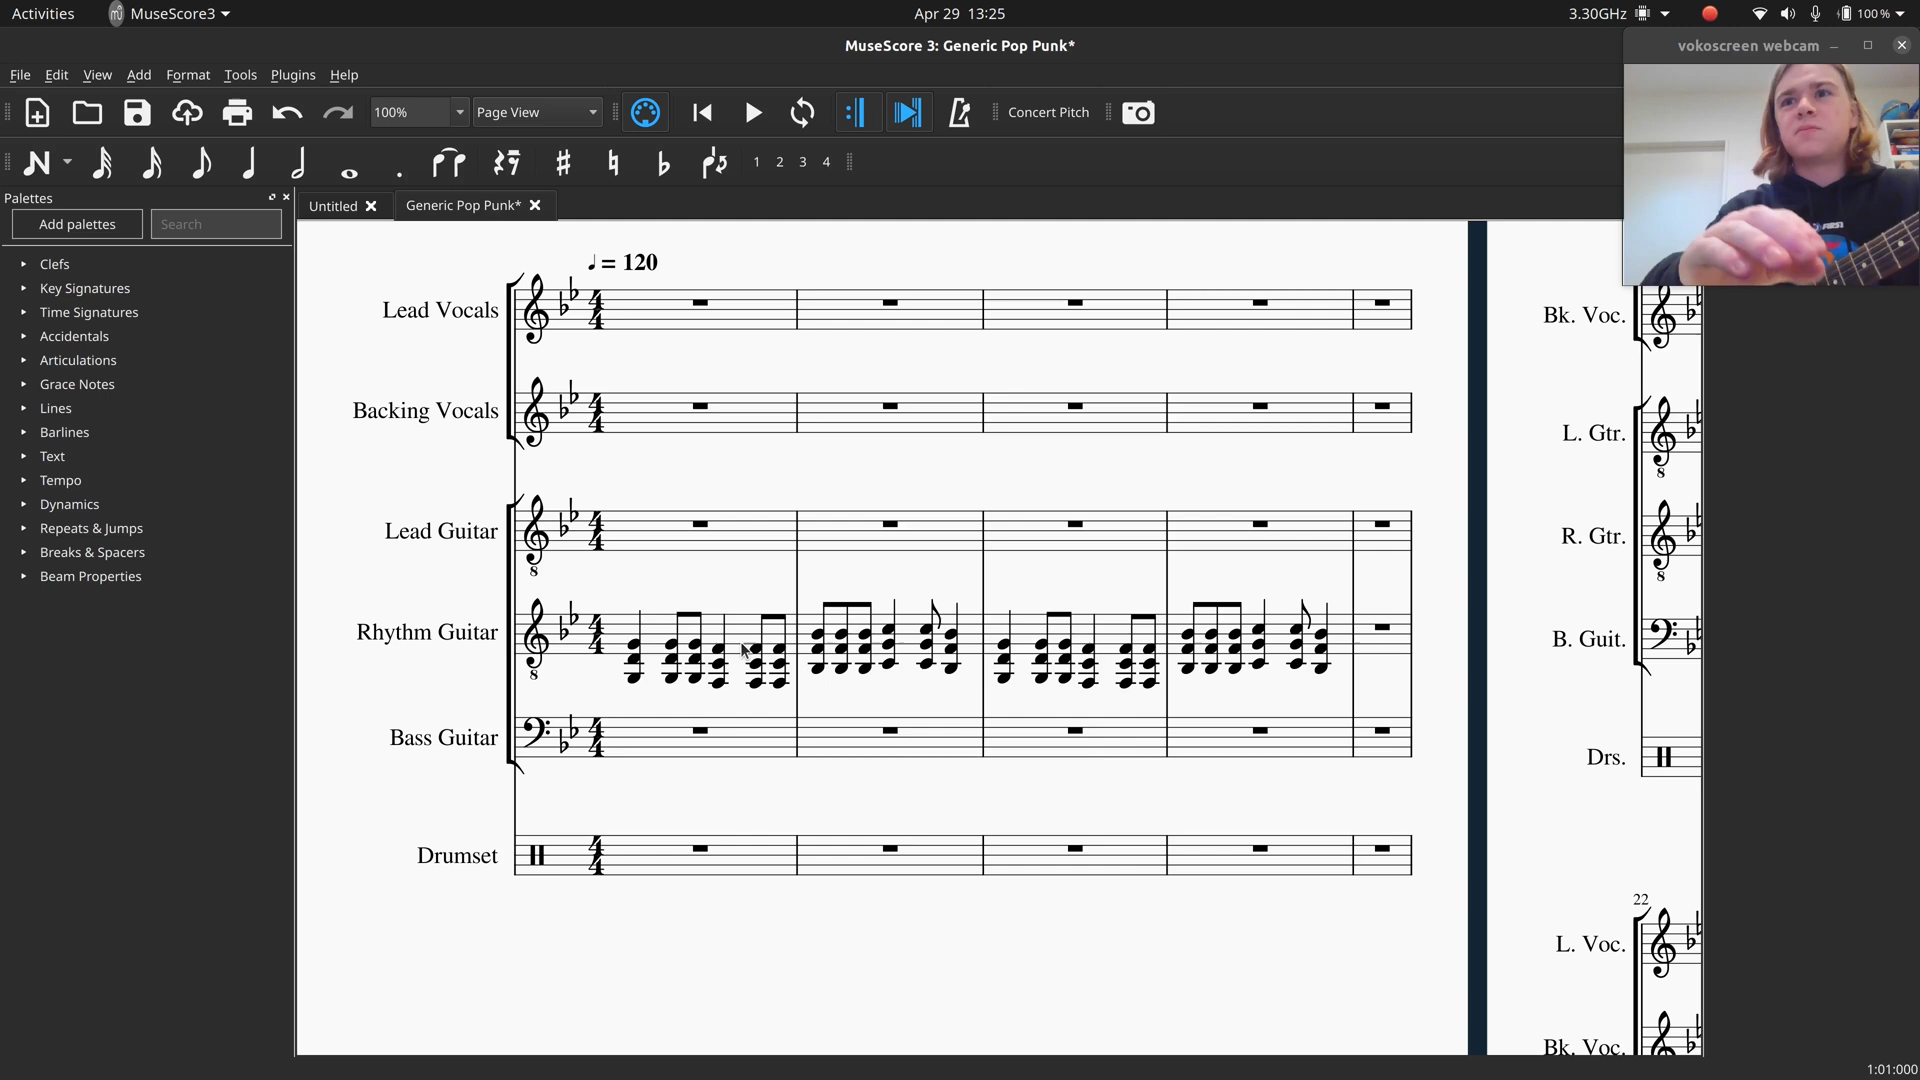 Activities MuseScore3 Apr 29 13:25 3.30GHz 100 %
MuseScore 3: Generic Pop Punk*
vokoscreen webcam
File Edit View Add Format Tools Plugins Help
100% Page View Concert Pitch
1 2 3 4
Palettes
Add palettes Search
Clefs
Key Signatures
Time Signatures
Accidentals
Articulations
Grace Notes
Lines
Barlines
Text
Tempo
Dynamics
Repeats & Jumps
Breaks & Spacers
Beam Properties
Untitled Generic Pop Punk*
♩ = 120
Lead Vocals
Backing Vocals
Lead Guitar
Rhythm Guitar
Bass Guitar
Drumset
Bk. Voc.
L. Gtr.
R. Gtr.
B. Guit.
Drs.
22
L. Voc.
Bk. Voc.
1:01:000